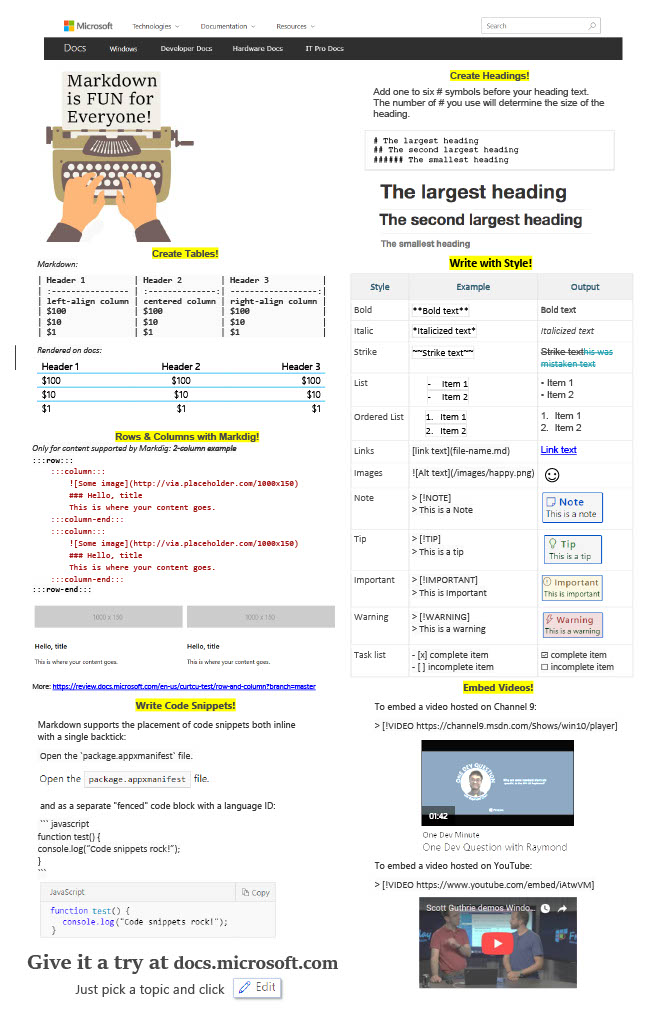 Microsoft Technologies Documentation Resources Search
Docs Windows Developer Docs Hardware Docs IT Pro Docs
Markdown
is FUN for
Everyone!
Create Tables!
Markdown:
| Header 1 | Header 2 | Header 3 |
|:--------------- |:---------------:| ---------------:|
| left-align column | centered column | right-align column |
| $100 | $100 | $100 |
| $10 | $10 | $10 |
| $1 | $1 | $1 |
Rendered on docs:
Header 1 Header 2 Header 3
$100 $100 $100
$10 $10 $10
$1 $1 $1
Rows & Columns with Markdig!
Only for content supported by Markdig: 2-column example
:::row:::
:::column:::
![Some image](http://via.placeholder.com/1000x150)
### Hello, title
This is where your content goes.
:::column-end:::
:::column:::
![Some image](http://via.placeholder.com/1000x150)
### Hello, title
This is where your content goes.
:::column-end:::
:::row-end:::
1000 x 150 1000 x 150
Hello, title Hello, title
This is where your content goes. This is where your content goes.
More: https://review.docs.microsoft.com/en-us/curtcu-test/row-and-column?branch=master
Write Code Snippets!
Markdown supports the placement of code snippets both inline
with a single backtick:
Open the `package.appxmanifest` file.
Open the package.appxmanifest file.
and as a separate "fenced" code block with a language ID:
``` javascript
function test() {
console.log("Code snippets rock!");
}
```
JavaScript Copy
function test() {
console.log("Code snippets rock!");
}
Give it a try at docs.microsoft.com
Just pick a topic and click Edit
Create Headings!
Add one to six # symbols before your heading text.
The number of # you use will determine the size of the
heading.
# The largest heading
## The second largest heading
###### The smallest heading
The largest heading
The second largest heading
The smallest heading
Write with Style!
Style Example Output
Bold **Bold text** Bold text
Italic *Italicized text* Italicized text
Strike ~~Strike text~~ Strike texthis was
mistaken text
List - Item 1 • Item 1
- Item 2 • Item 2
Ordered List 1. Item 1 1. Item 1
2. Item 2 2. Item 2
Links [link text](file-name.md) Link text
Images ![Alt text](/images/happy.png)
Note > [!NOTE] Note
> This is a Note This is a note
Tip > [!TIP] Tip
> This is a tip This is a tip
Important > [!IMPORTANT] Important
> This is Important This is important
Warning > [!WARNING] Warning
> This is a warning This is a warning
Task list - [x] complete item ☑ complete item
- [ ] incomplete item ☐ incomplete item
Embed Videos!
To embed a video hosted on Channel 9:
> [!VIDEO https://channel9.msdn.com/Shows/win10/player]
ONE DEV QUESTION
01:42
One Dev Minute
One Dev Question with Raymond
To embed a video hosted on YouTube:
> [!VIDEO https://www.youtube.com/embed/iAtwVM]
Scott Guthrie demos Windo...